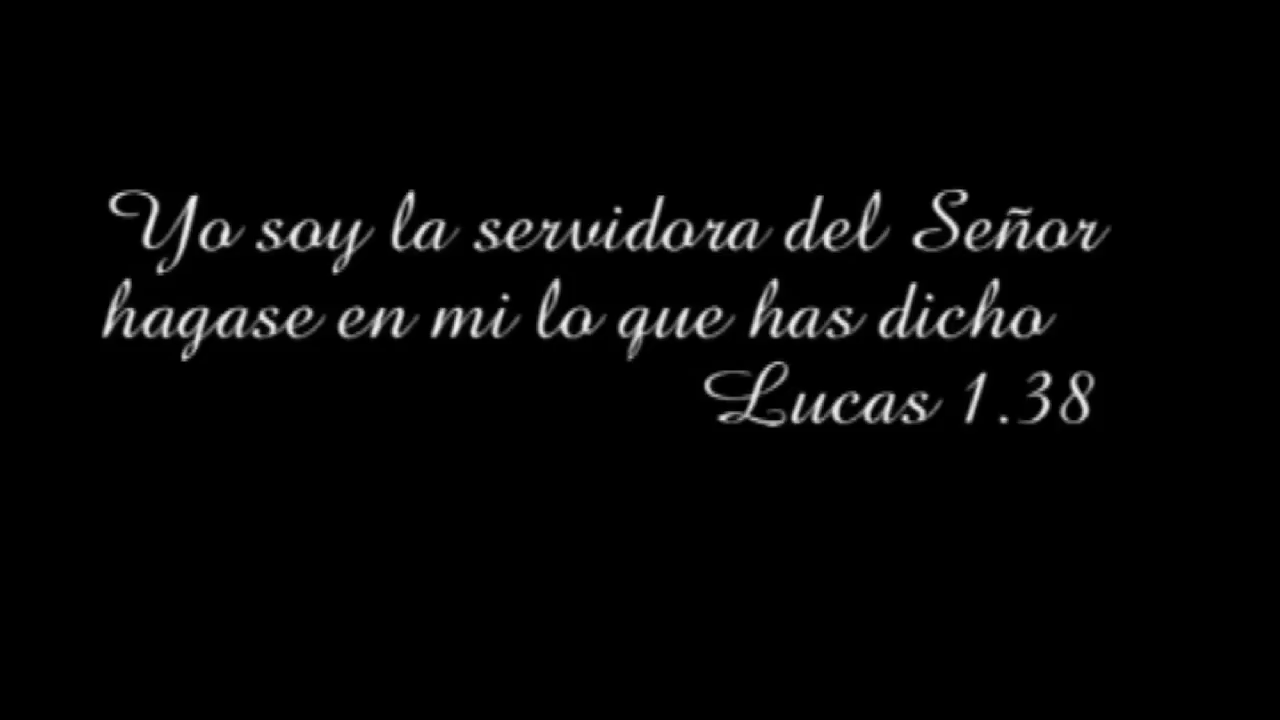 Yo soy la servidora del Señor
hagase en mi lo que has dicho
Lucas 1.38